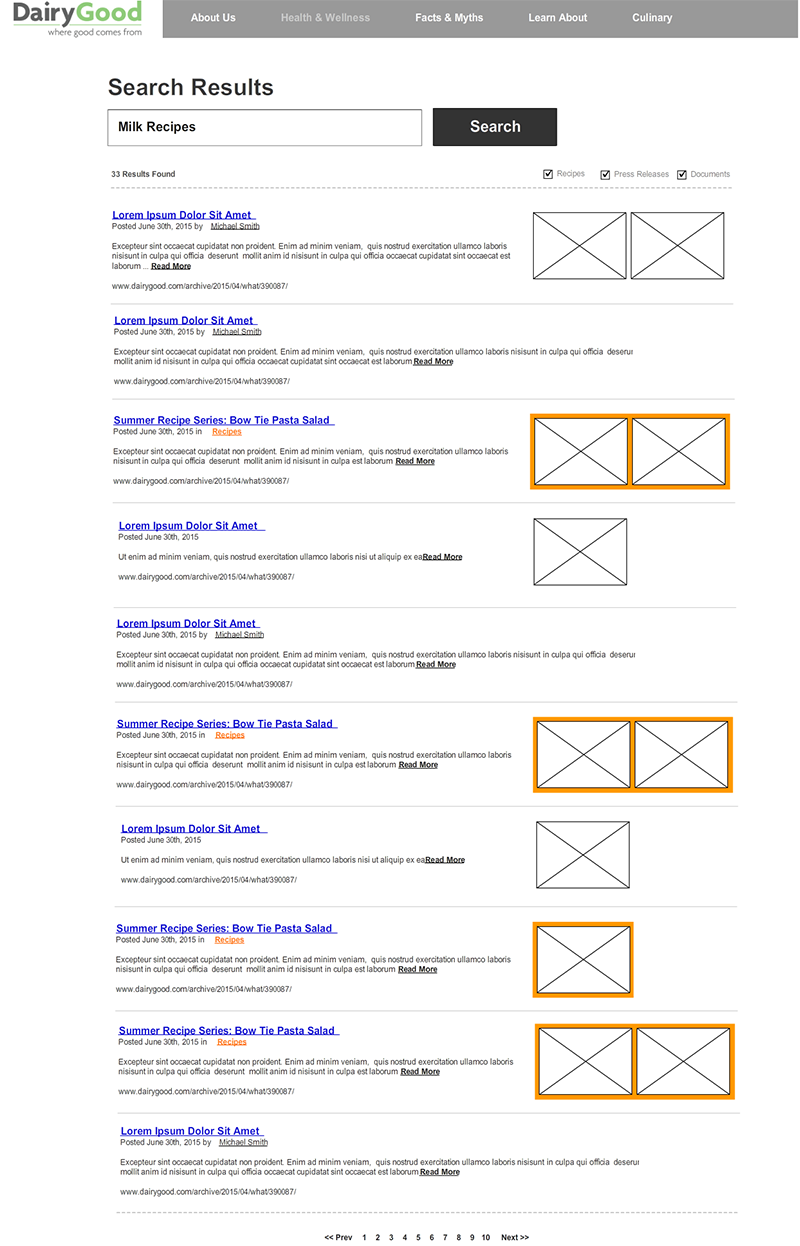 DairyGood
where good comes from
About Us Health & Wellness Facts & Myths Learn About Culinary
Search Results
Milk Recipes Search
33 Results Found Recipes Press Releases Documents
Lorem Ipsum Dolor Sit Amet
Posted June 30th, 2015 by Michael Smith
Excepteur sint occaecat cupidatat non proident. Enim ad minim veniam, quis nostrud exercitation ullamco laboris
nisisunt in culpa qui officia deserunt mollit anim id nisisunt in culpa qui officia occaecat cupidatat sint occaecat est
laborum ... Read More
www.dairygood.com/archive/2015/04/what/390087/
Lorem Ipsum Dolor Sit Amet
Posted June 30th, 2015 by Michael Smith
Excepteur sint occaecat cupidatat non proident. Enim ad minim veniam, quis nostrud exercitation ullamco laboris nisisunt in culpa qui officia deserur
mollit anim id nisisunt in culpa qui officia occaecat cupidatat sint occaecat est laborum Read More
www.dairygood.com/archive/2015/04/what/390087/
Summer Recipe Series: Bow Tie Pasta Salad
Posted June 30th, 2015 in Recipes
Excepteur sint occaecat cupidatat non proident. Enim ad minim veniam, quis nostrud exercitation ullamco laboris
nisisunt in culpa qui officia deserunt mollit anim id nisisunt in culpa est laborum Read More
www.dairygood.com/archive/2015/04/what/390087/
Lorem Ipsum Dolor Sit Amet
Posted June 30th, 2015
Ut enim ad minim veniam, quis nostrud exercitation ullamco laboris nisi ut aliquip ex ea Read More
www.dairygood.com/archive/2015/04/what/390087/
Lorem Ipsum Dolor Sit Amet
Posted June 30th, 2015 by Michael Smith
Excepteur sint occaecat cupidatat non proident. Enim ad minim veniam, quis nostrud exercitation ullamco laboris nisisunt in culpa qui officia deserur
mollit anim id nisisunt in culpa qui officia occaecat cupidatat sint occaecat est laborum Read More
www.dairygood.com/archive/2015/04/what/390087/
Summer Recipe Series: Bow Tie Pasta Salad
Posted June 30th, 2015 in Recipes
Excepteur sint occaecat cupidatat non proident. Enim ad minim veniam, quis nostrud exercitation ullamco laboris
nisisunt in culpa qui officia deserunt mollit anim id nisisunt in culpa est laborum Read More
www.dairygood.com/archive/2015/04/what/390087/
Lorem Ipsum Dolor Sit Amet
Posted June 30th, 2015
Ut enim ad minim veniam, quis nostrud exercitation ullamco laboris nisi ut aliquip ex ea Read More
www.dairygood.com/archive/2015/04/what/390087/
Summer Recipe Series: Bow Tie Pasta Salad
Posted June 30th, 2015 in Recipes
Excepteur sint occaecat cupidatat non proident. Enim ad minim veniam, quis nostrud exercitation ullamco laboris
nisisunt in culpa qui officia deserunt mollit anim id nisisunt in culpa est laborum Read More
www.dairygood.com/archive/2015/04/what/390087/
Summer Recipe Series: Bow Tie Pasta Salad
Posted June 30th, 2015 in Recipes
Excepteur sint occaecat cupidatat non proident. Enim ad minim veniam, quis nostrud exercitation ullamco laboris
nisisunt in culpa qui officia deserunt mollit anim id nisisunt in culpa est laborum Read More
www.dairygood.com/archive/2015/04/what/390087/
Lorem Ipsum Dolor Sit Amet
Posted June 30th, 2015 by Michael Smith
Excepteur sint occaecat cupidatat non proident. Enim ad minim veniam, quis nostrud exercitation ullamco laboris nisisunt in culpa qui officia deserur
mollit anim id nisisunt in culpa qui officia occaecat cupidatat sint occaecat est laborum Read More
www.dairygood.com/archive/2015/04/what/390087/
<< Prev 1 2 3 4 5 6 7 8 9 10 Next >>